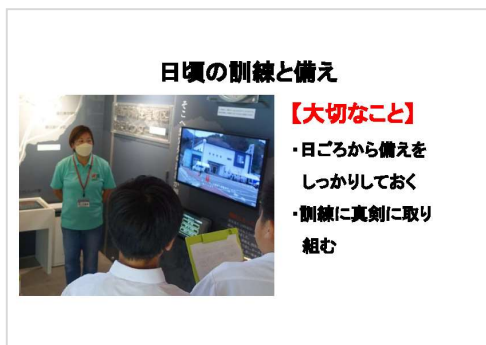 日頃の訓練と備え
【大切なこと】
・日ごろから備えを
しっかりしておく
・訓練に真剣に取り
組む